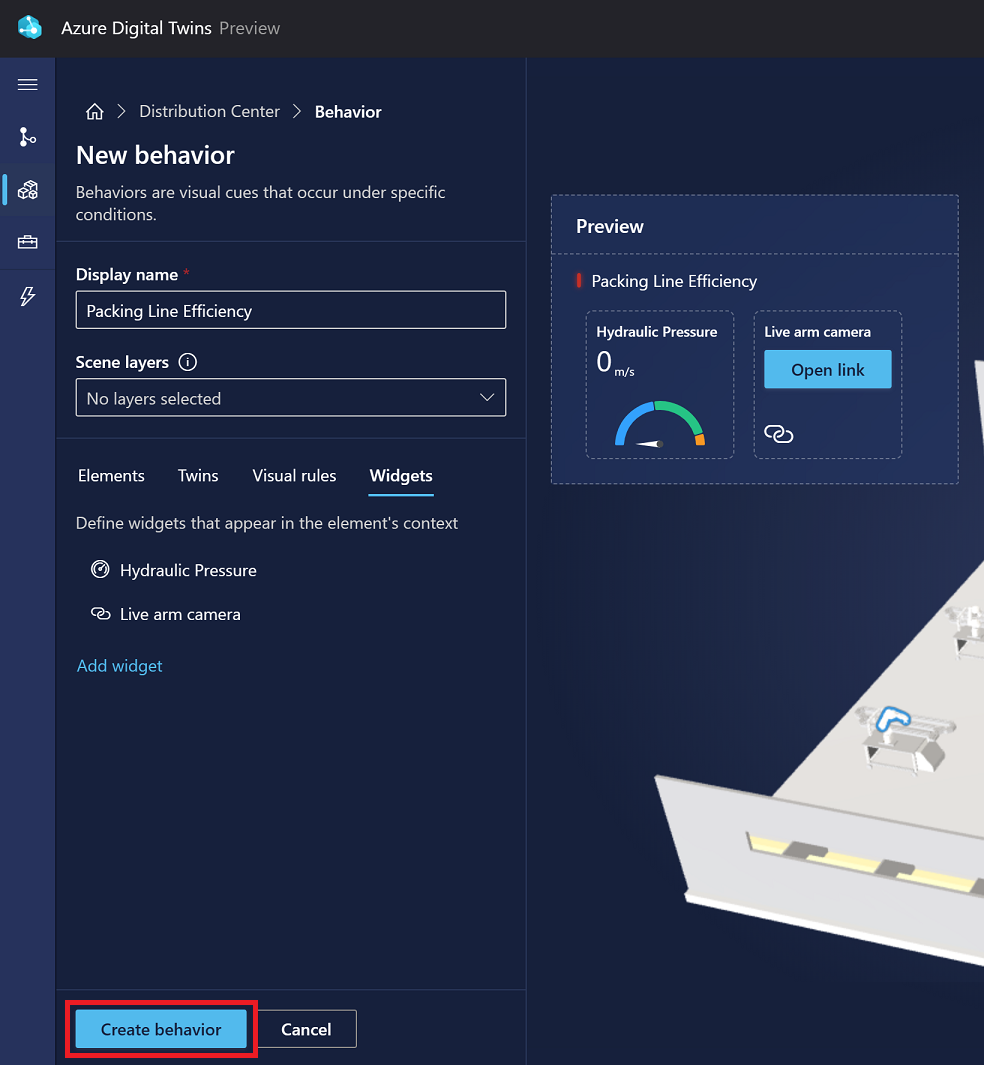 Azure Digital Twins Preview
Distribution Center Behavior
New behavior
Behaviors are visual cues that occur under specific
conditions.
Display name *
Packing Line Efficiency
Scene layers
No layers selected
Elements Twins Visual rules Widgets
Define widgets that appear in the element's context
Hydraulic Pressure
Live arm camera
Add widget
Create behavior Cancel
Preview
Packing Line Efficiency
Hydraulic Pressure
0 m/s
Live arm camera
Open link